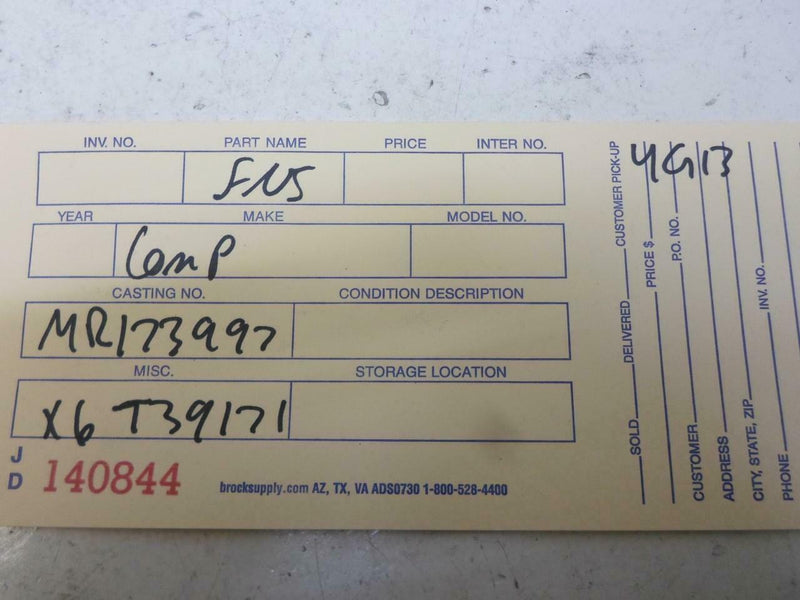 INV. NO. PART NAME PRICE INTER NO.
FNS
YEAR MAKE MODEL NO.
Comp
CASTING NO. CONDITION DESCRIPTION
MR173997
MISC. STORAGE LOCATION
X6 T39171
J D 140844
brocksupply.com AZ, TX, VA ADS0730 1-800-528-4400
4G13
SOLD DELIVERED CUSTOMER PICK-UP
PRICE $
CUSTOMER P.O. NO.
ADDRESS
CITY, STATE, ZIP INV. NO.
PHONE